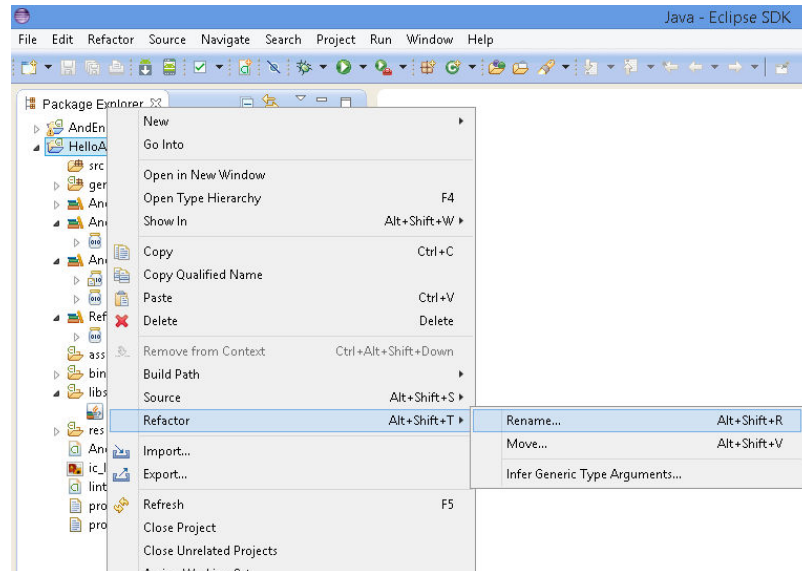 Java - Eclipse SDK
File Edit Refactor Source Navigate Search Project Run Window Help
Package Explorer
AndEn
HelloA
src
ger
An
An
An
Ref
ass
bin
libs
res
An
ic_l
lint
pro
pro
New
Go Into
Open in New Window
Open Type Hierarchy F4
Show In Alt+Shift+W
Copy Ctrl+C
Copy Qualified Name
Paste Ctrl+V
Delete Delete
Remove from Context Ctrl+Alt+Shift+Down
Build Path
Source Alt+Shift+S
Refactor Alt+Shift+T
Import...
Export...
Refresh F5
Close Project
Close Unrelated Projects
Rename... Alt+Shift+R
Move... Alt+Shift+V
Infer Generic Type Arguments...